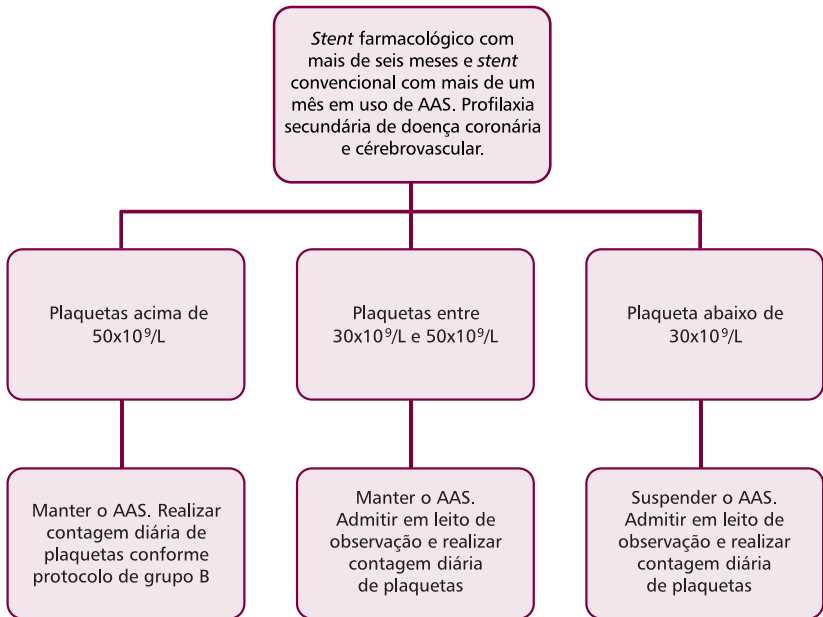 Stent farmacológico com
mais de seis meses e stent
convencional com mais de um
mês em uso de AAS. Profilaxia
secundária de doença coronária
e cérebrovascular.
Plaquetas acima de
50x10⁹/L
Plaquetas entre
30x10⁹/L e 50x10⁹/L
Plaqueta abaixo de
30x10⁹/L
Manter o AAS. Realizar
contagem diária de
plaquetas conforme
protocolo de grupo B
Manter o AAS.
Admitir em leito de
observação e realizar
contagem diária
de plaquetas
Suspender o AAS.
Admitir em leito de
observação e realizar
contagem diária
de plaquetas